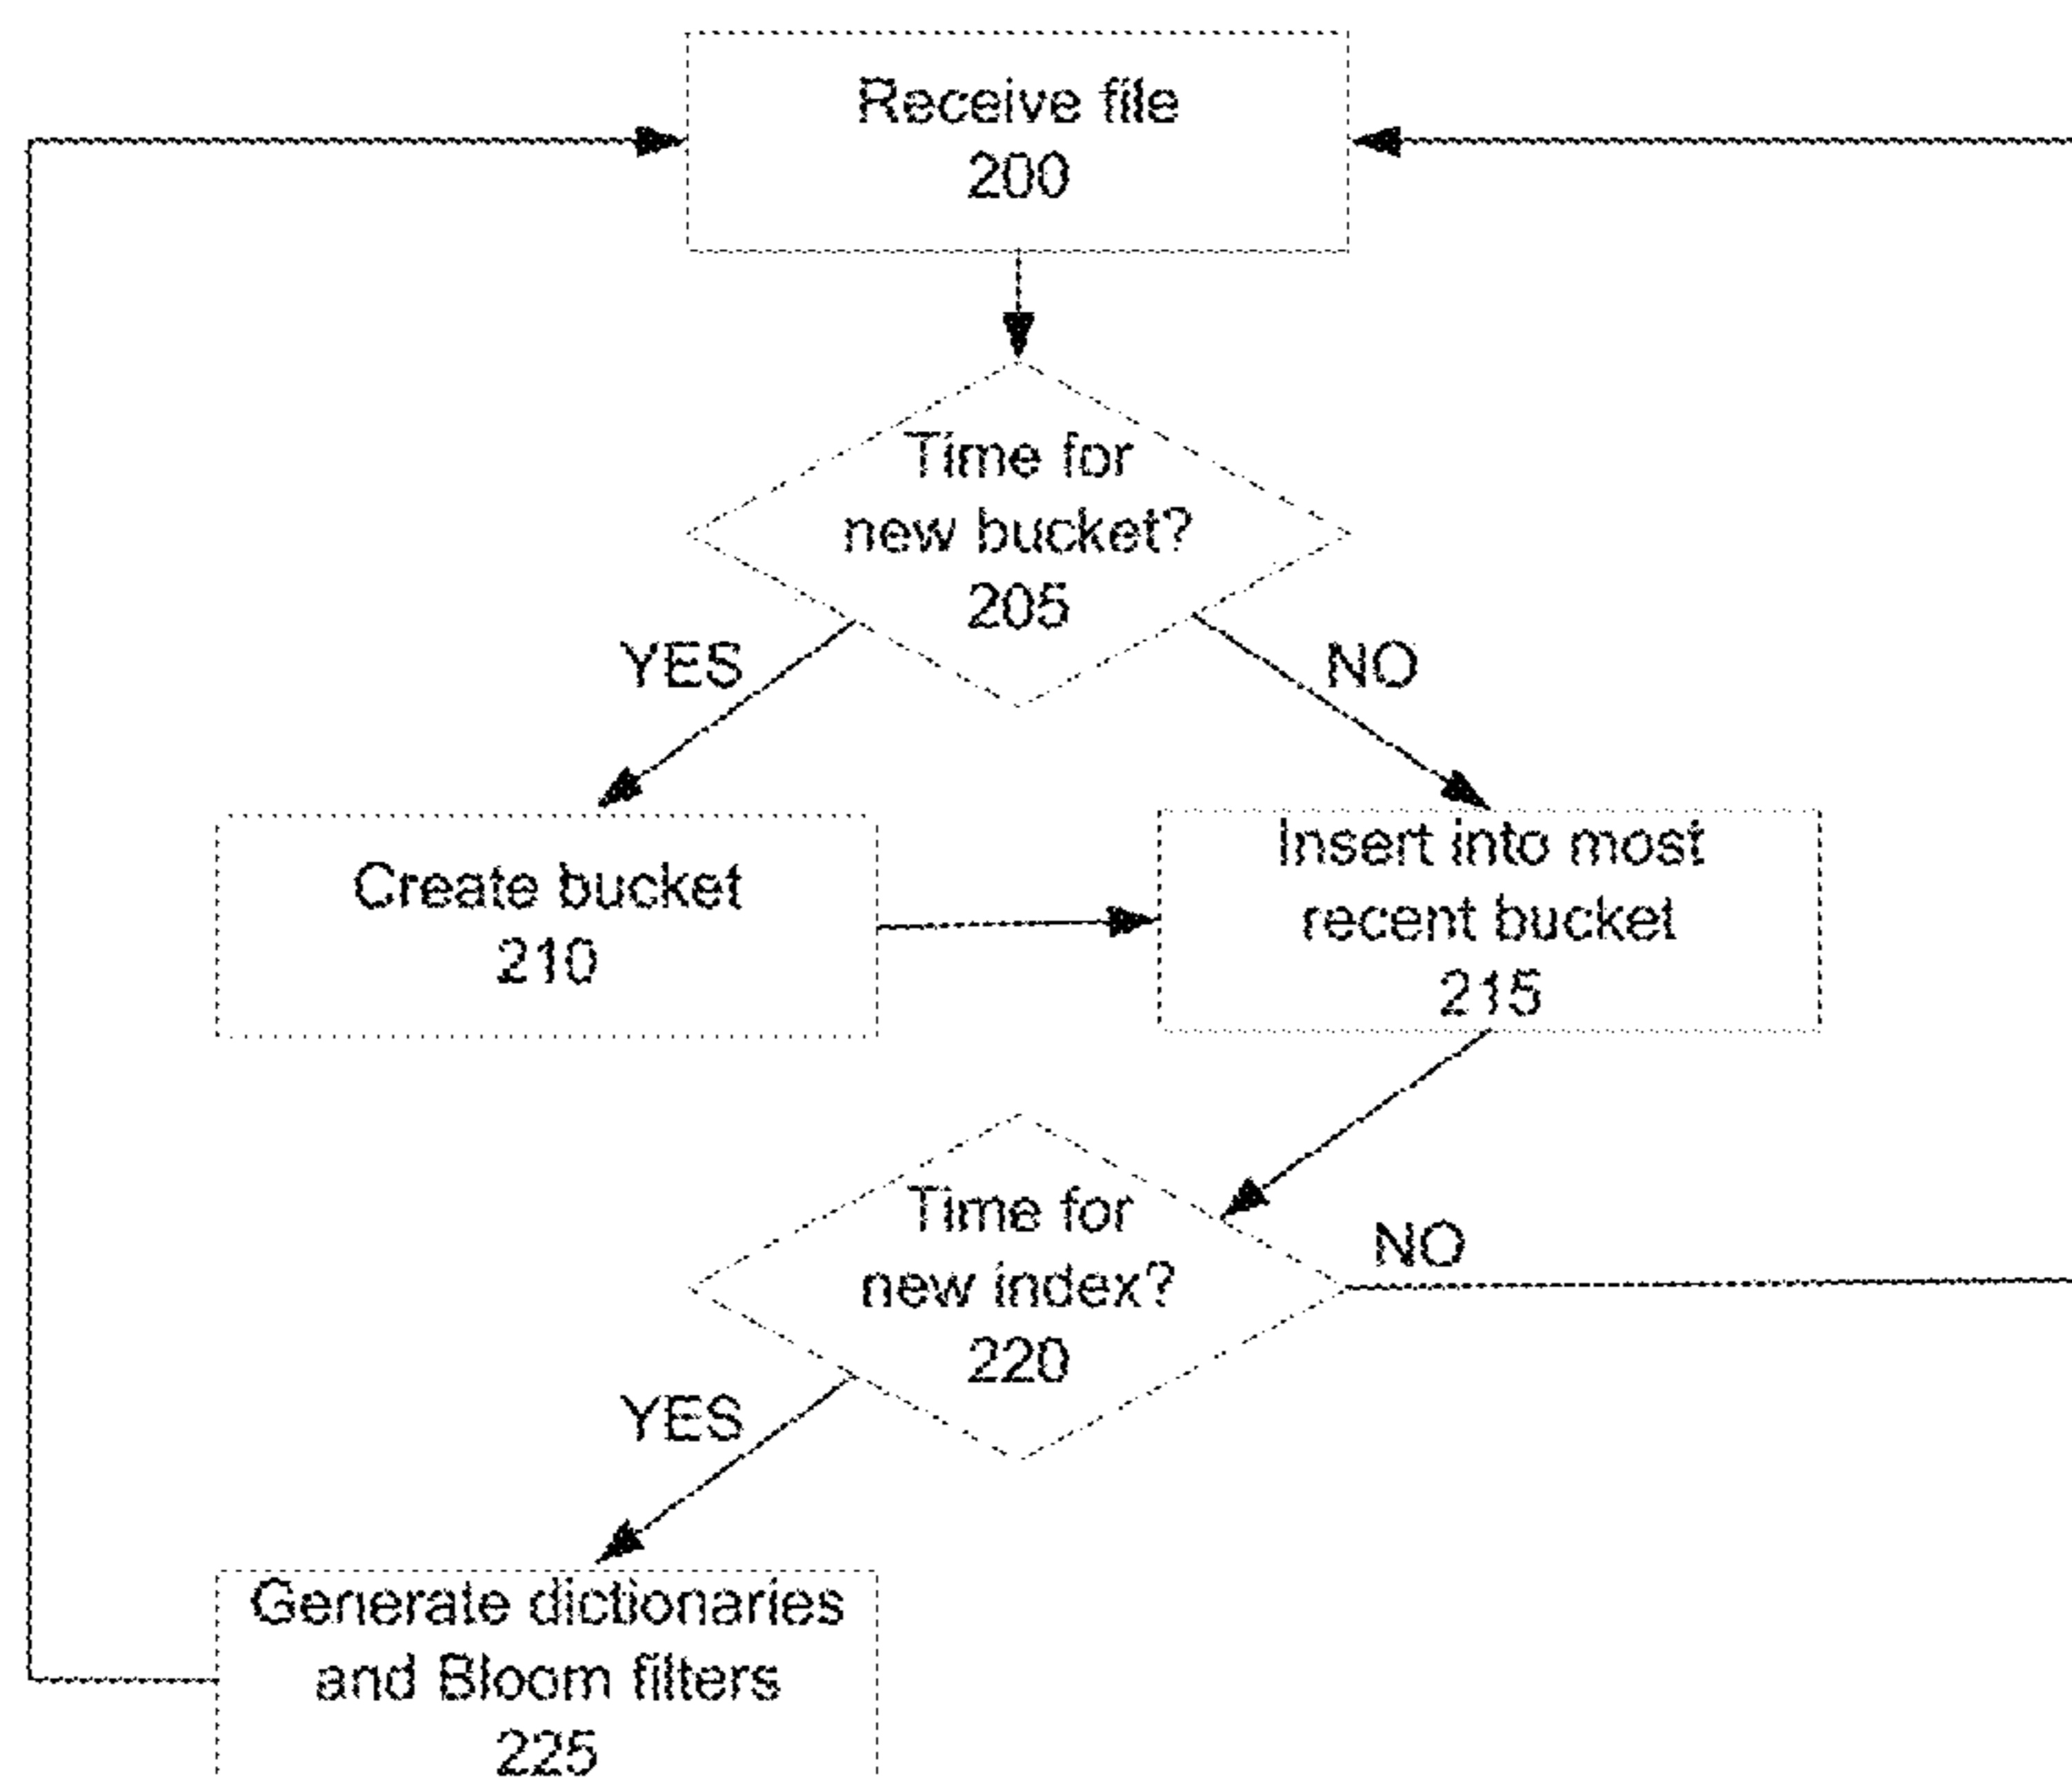 Receive file
200
Time for
new bucket?
205
YES
NO
Create bucket
210
Insert into most
recent bucket
215
Time for
new index?
220
NO
YES
Generate dictionaries
and Bloom filters
225